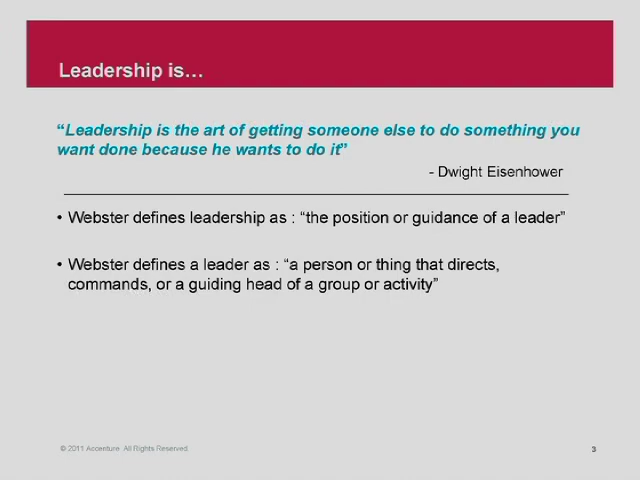 Leadership is…
“Leadership is the art of getting someone else to do something you
want done because he wants to do it”
- Dwight Eisenhower
• Webster defines leadership as : “the position or guidance of a leader”
• Webster defines a leader as : “a person or thing that directs,
commands, or a guiding head of a group or activity”
© 2011 Accenture All Rights Reserved.
3